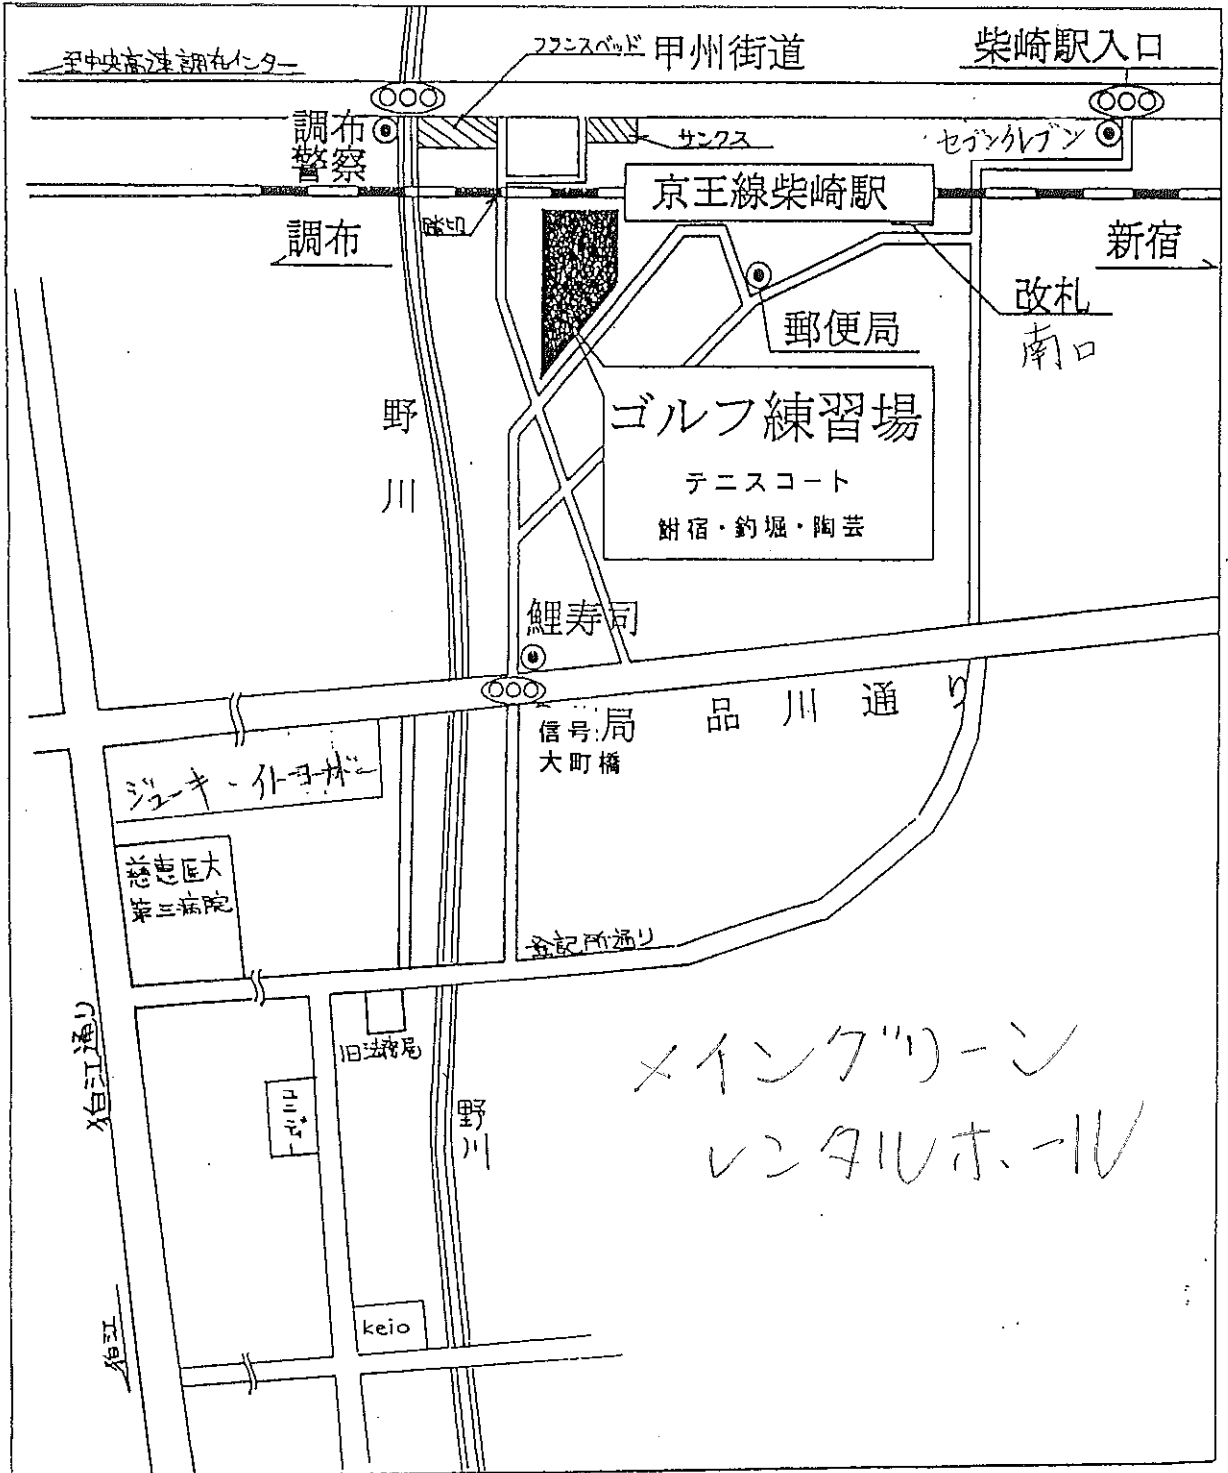 至中央高速調布インター
フランスベッド
甲州街道
柴崎駅入口
調布
警察
サンクス
セブンイレブン
京王線柴崎駅
踏切
調布
新宿
改札
南口
郵便局
野
川
ゴルフ練習場
テニスコート
釣堀・陶芸
鯉寿司
品川通り
信号:局
大町橋
ジューキ・イトーヨーカドー
慈恵医大
第三病院
登記所通り
狛江通り
旧法務局
ユニディー
野
川
メイングリーン
レンタルホール
狛江
keio